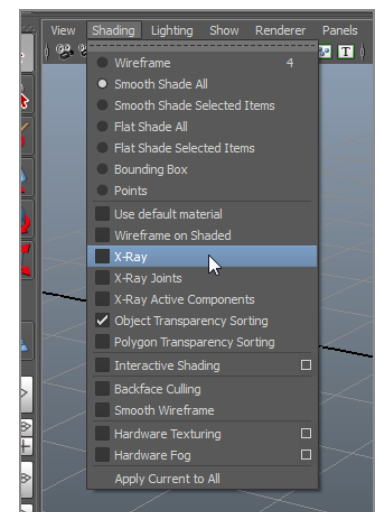 View Shading Lighting Show Renderer Panels
T
Wireframe 4
Smooth Shade All
Smooth Shade Selected Items
Flat Shade All
Flat Shade Selected Items
Bounding Box
Points
Use default material
Wireframe on Shaded
X-Ray
X-Ray Joints
X-Ray Active Components
Object Transparency Sorting
Polygon Transparency Sorting
Interactive Shading
Backface Culling
Smooth Wireframe
Hardware Texturing
Hardware Fog
Apply Current to All